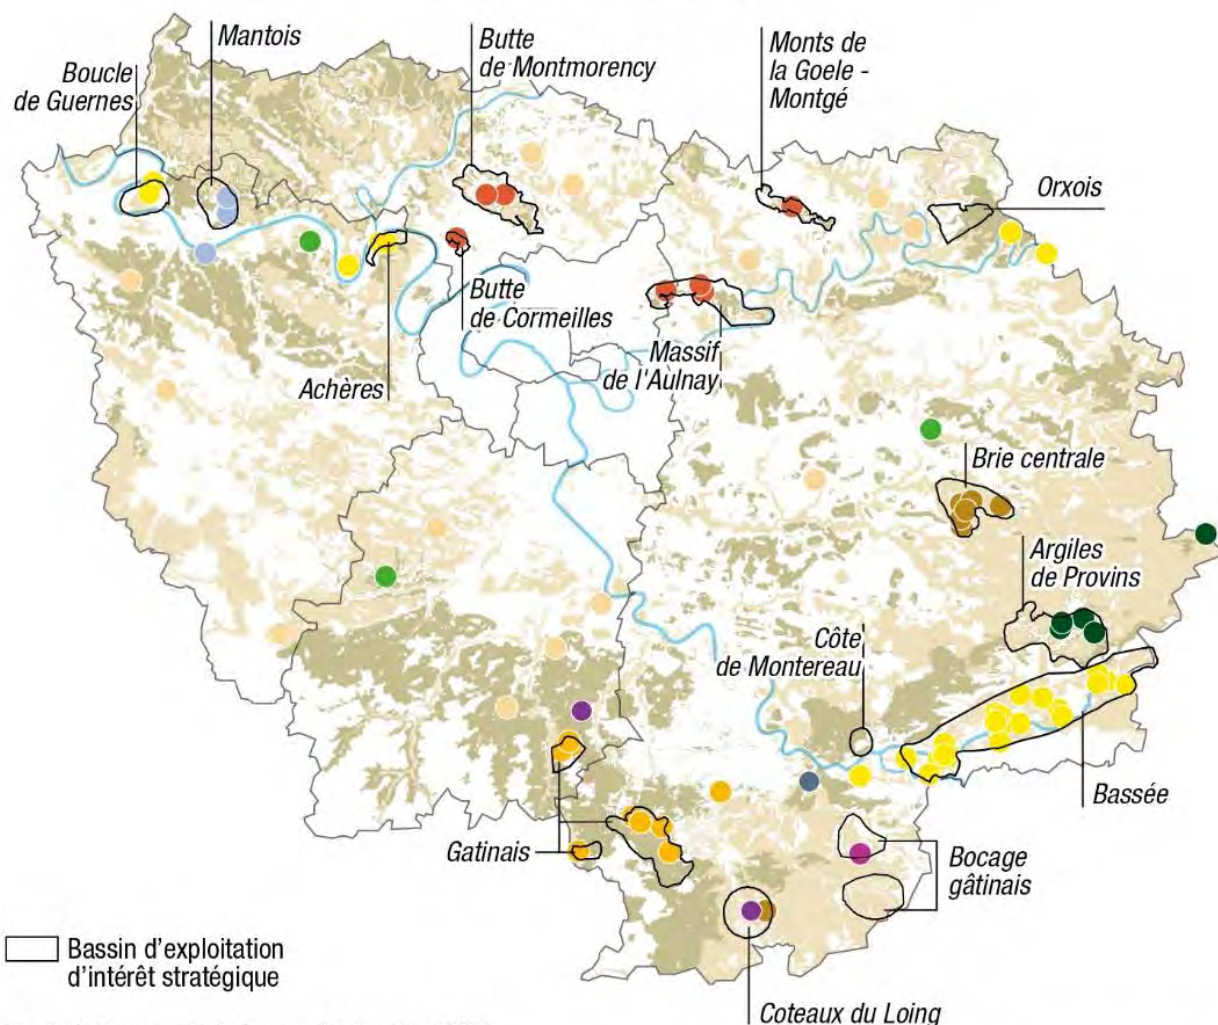 Mantois
Butte
de Montmorency
Monts de
la Goele -
Montgé
Boucle
de Guernes
Orxois
Butte
de Cormeilles
Massif
de l'Aulnay
Achères
Brie centrale
Argiles
de Provins
Côte
de Montereau
Bassée
Gatinais
Bocage
gâtinais
Bassin d'exploitation
d'intérêt stratégique
Coteaux du Loing